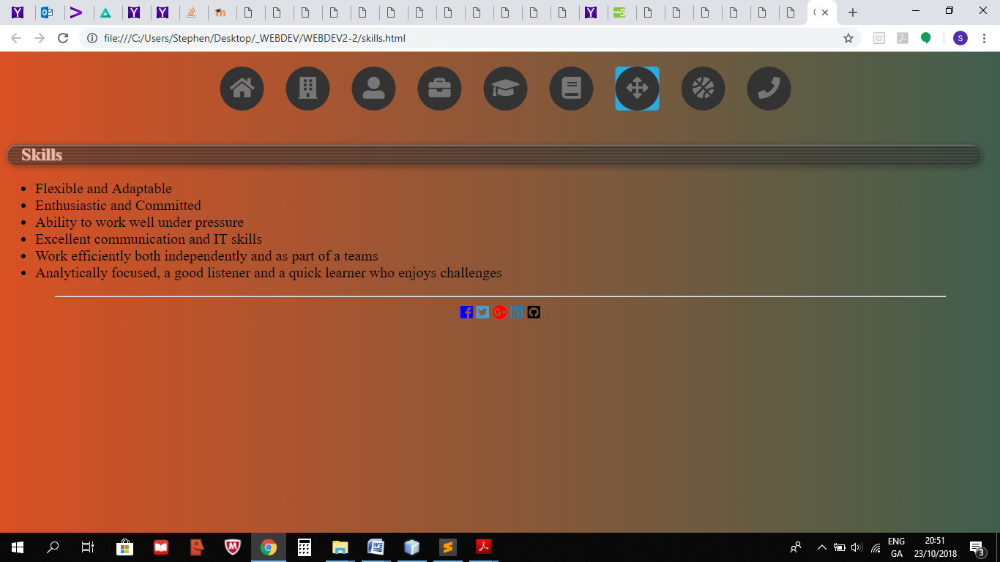 file:///C:/Users/Stephen/Desktop/_WEBDEV/WEBDEV2-2/skills.html
S
Skills
Flexible and Adaptable
Enthusiastic and Committed
Ability to work well under pressure
Excellent communication and IT skills
Work efficiently both independently and as part of a teams
Analytically focused, a good listener and a quick learner who enjoys challenges
ENG 20:51
GA 23/10/2018 3